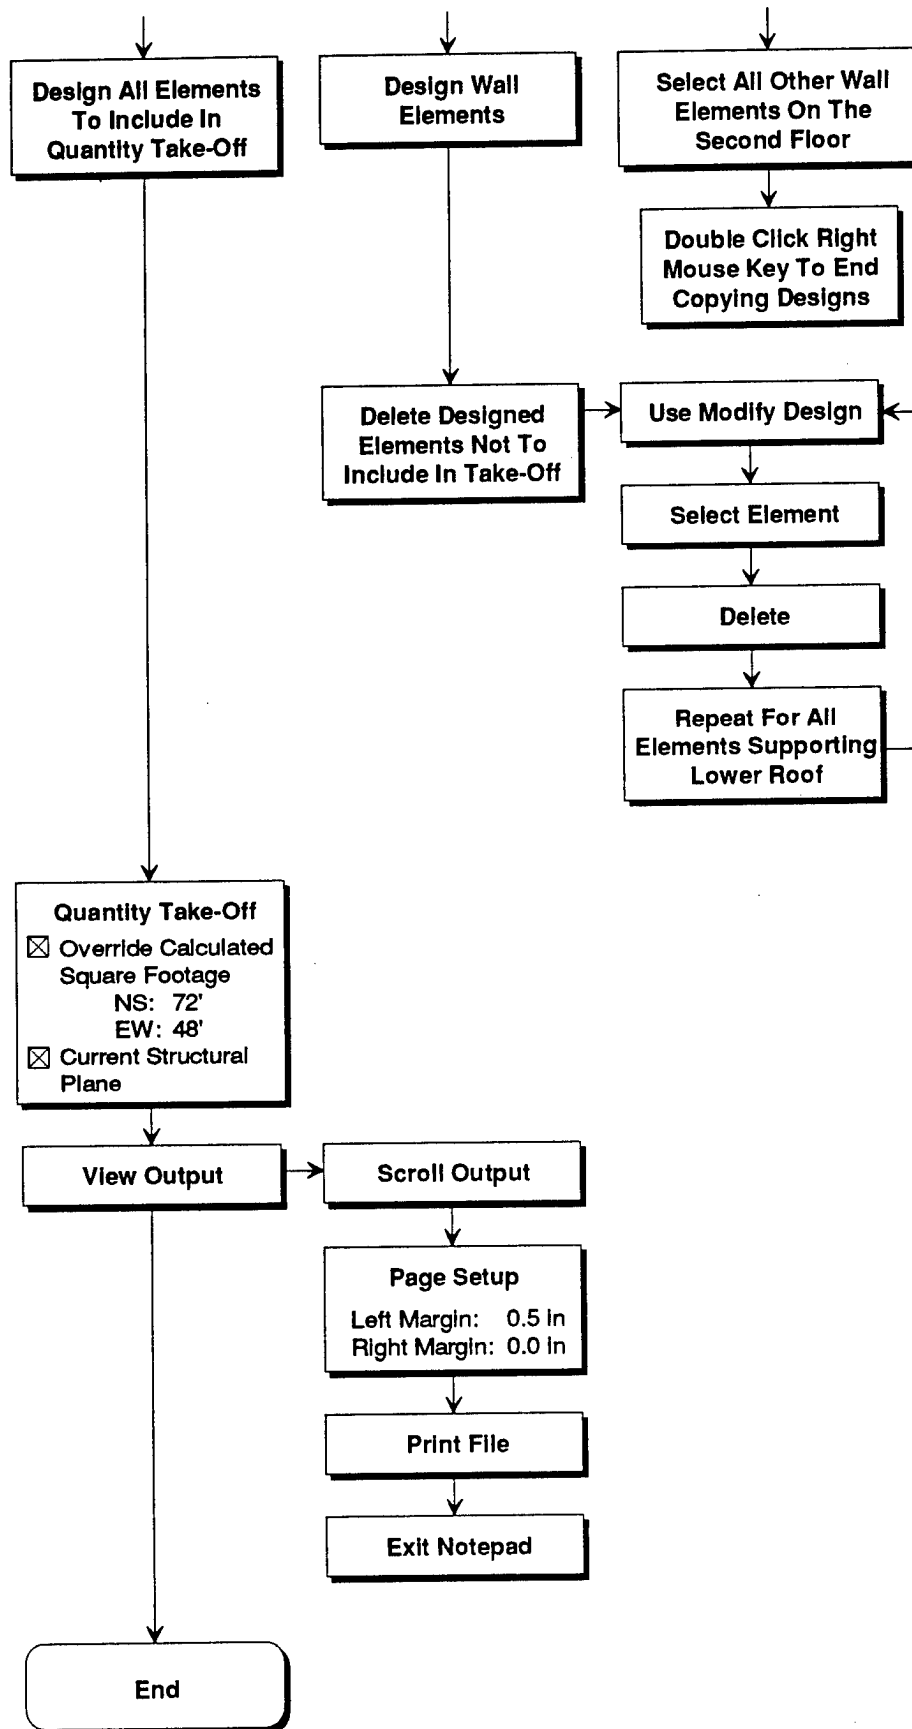 Design All Elements
To Include In
Quantity Take-Off
Design Wall
Elements
Select All Other Wall
Elements On The
Second Floor
Double Click Right
Mouse Key To End
Copying Designs
Delete Designed
Elements Not To
Include In Take-Off
Use Modify Design
Select Element
Delete
Repeat For All
Elements Supporting
Lower Roof
Quantity Take-Off
Override Calculated
Square Footage
NS: 72'
EW: 48'
Current Structural
Plane
View Output
Scroll Output
Page Setup
Left Margin: 0.5 in
Right Margin: 0.0 in
Print File
Exit Notepad
End